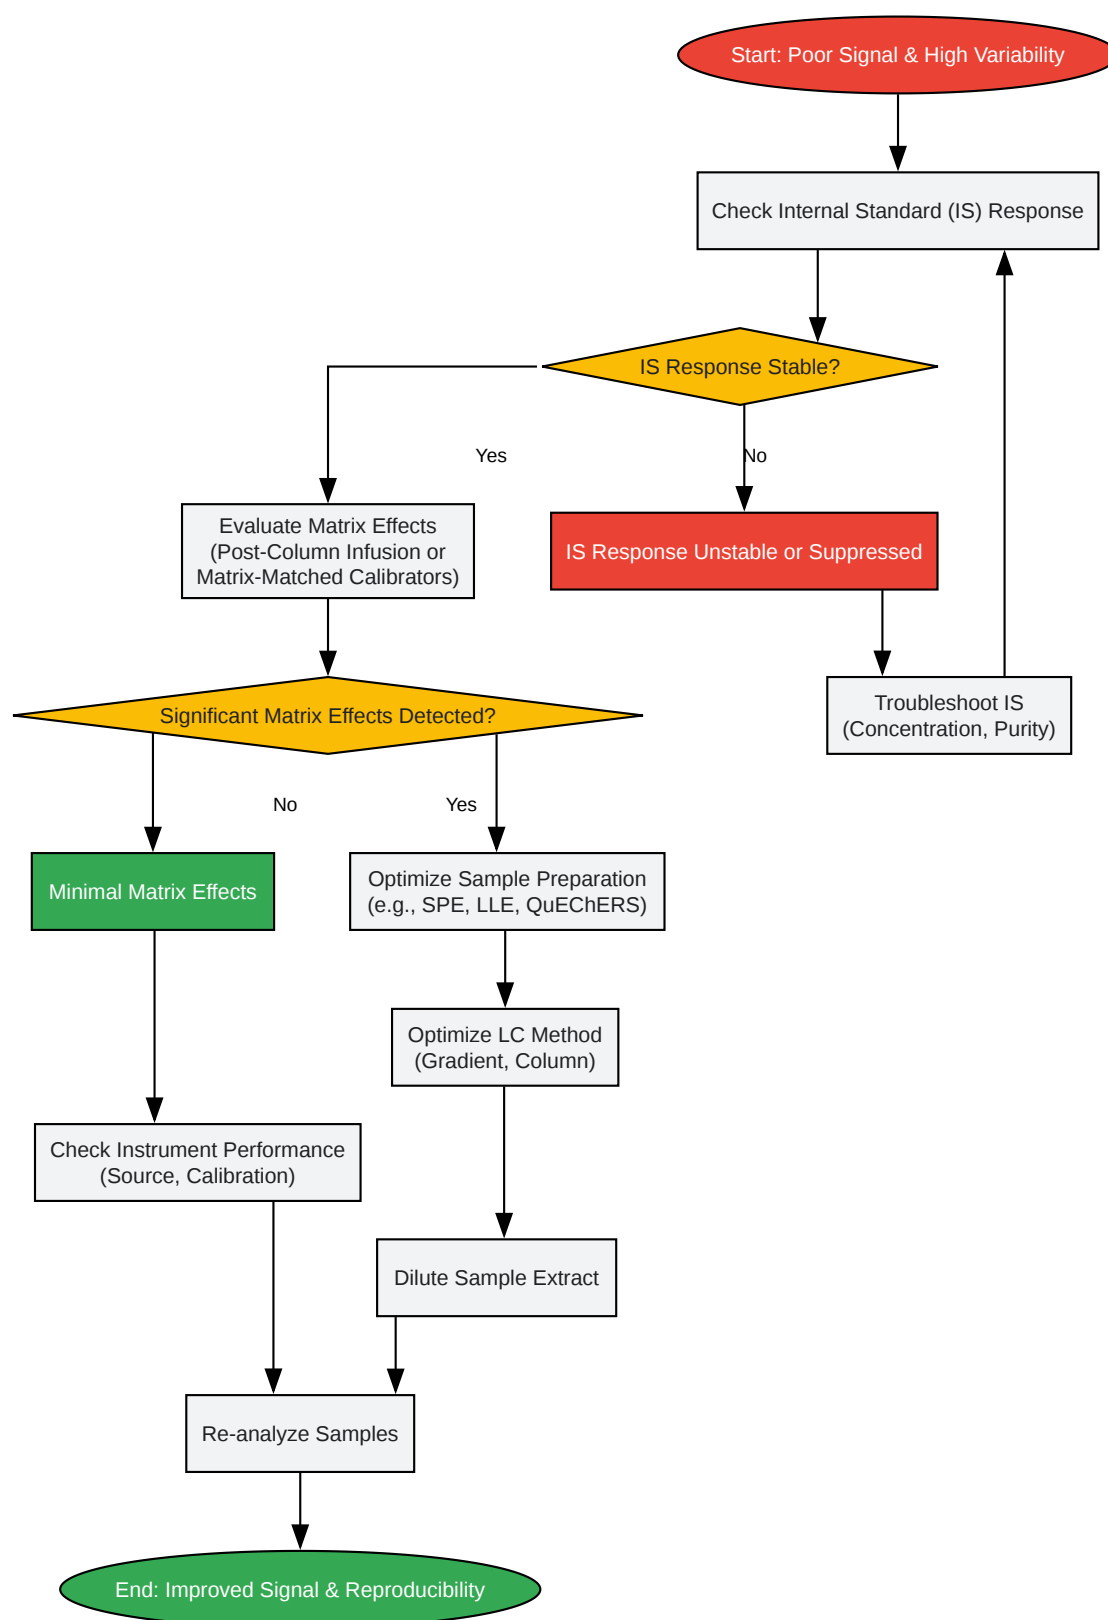 Start: Poor Signal & High Variability
Check Internal Standard (IS) Response
IS Response Stable?
Yes
No
Evaluate Matrix Effects
(Post-Column Infusion or
Matrix-Matched Calibrators)
IS Response Unstable or Suppressed
Significant Matrix Effects Detected?
Troubleshoot IS
(Concentration, Purity)
No
Yes
Minimal Matrix Effects
Optimize Sample Preparation
(e.g., SPE, LLE, QuEChERS)
Optimize LC Method
(Gradient, Column)
Check Instrument Performance
(Source, Calibration)
Dilute Sample Extract
Re-analyze Samples
End: Improved Signal & Reproducibility